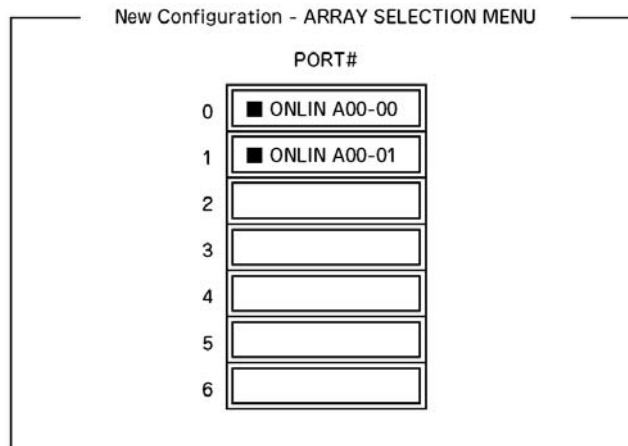 New Configuration - ARRAY SELECTION MENU
PORT#
0 ■ ONLIN A00-00
1 ■ ONLIN A00-01
2
3
4
5
6